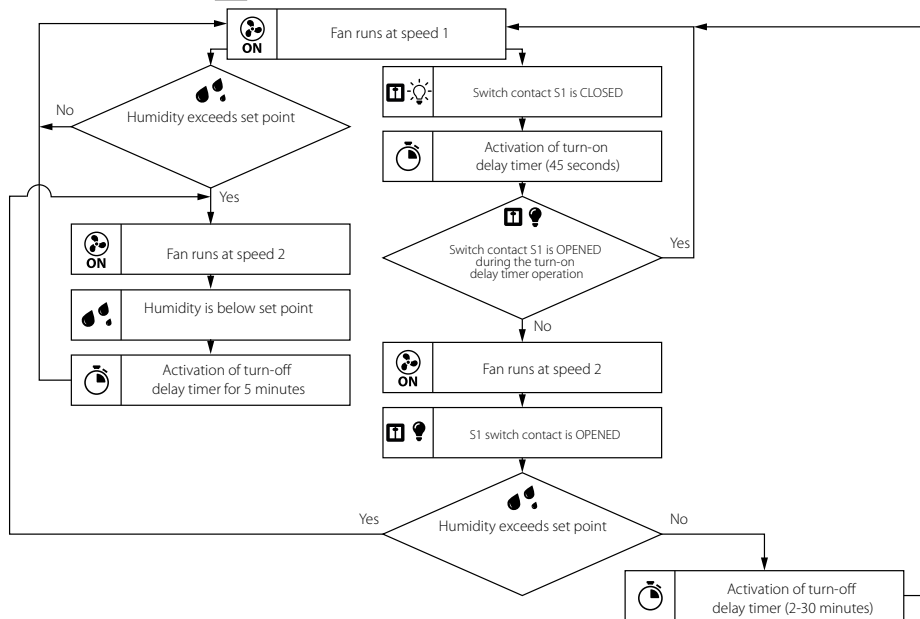 ON
Fan runs at speed 1
Humidity exceeds set point
No
Yes
ON
Fan runs at speed 2
Humidity is below set point
Activation of turn-off
delay timer for 5 minutes
Switch contact S1 is CLOSED
Activation of turn-on
delay timer (45 seconds)
Switch contact S1 is OPENED
during the turn-on
delay timer operation
Yes
No
ON
Fan runs at speed 2
S1 switch contact is OPENED
Humidity exceeds set point
Yes
No
Activation of turn-off
delay timer (2-30 minutes)